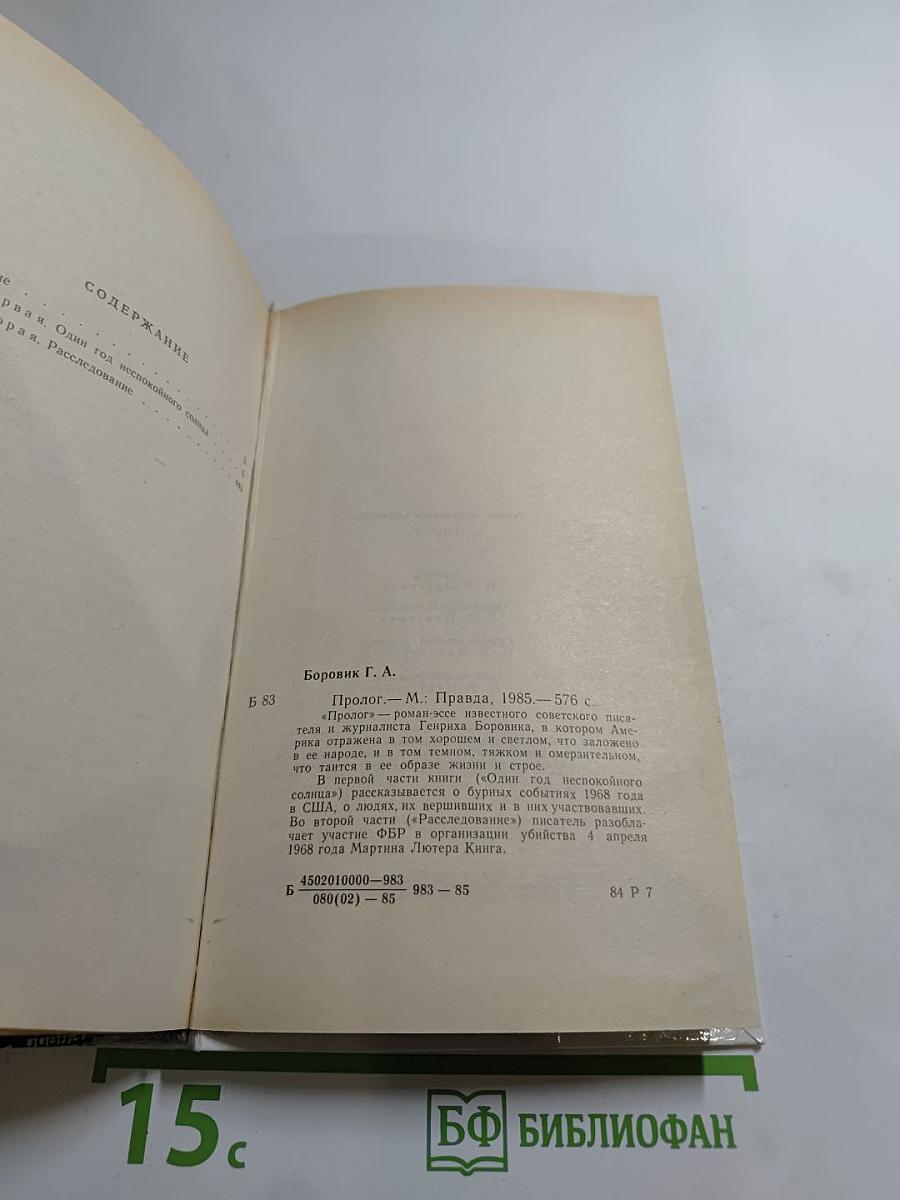 СОДЕРЖАНИЕ
рвая. Один год неспокойного солнца
орая. Расследование
Боровик Г. А.
Б 83
Пролог.— М.: Правда, 1985.— 576 с.
«Пролог» — роман-эссе известного советского писа-
теля и журналиста Генриха Боровика, в котором Аме-
рика отражена в том хорошем и светлом, что заложено
в ее народе, и в том темном, тяжком и омерзительном,
что таится в ее образе жизни и строе.
В первой части книги («Один год неспокойного
солнца») рассказывается о бурных событиях 1968 года
в США, о людях, их вершивших и в них участвовавших.
Во второй части («Расследование») писатель разобла-
чает участие ФБР в организации убийства 4 апреля
1968 года Мартина Лютера Кинга.
Б 4502010000—983
080(02) — 85
983 — 85
84 Р 7
15 с
БФ БИБЛИОФАН